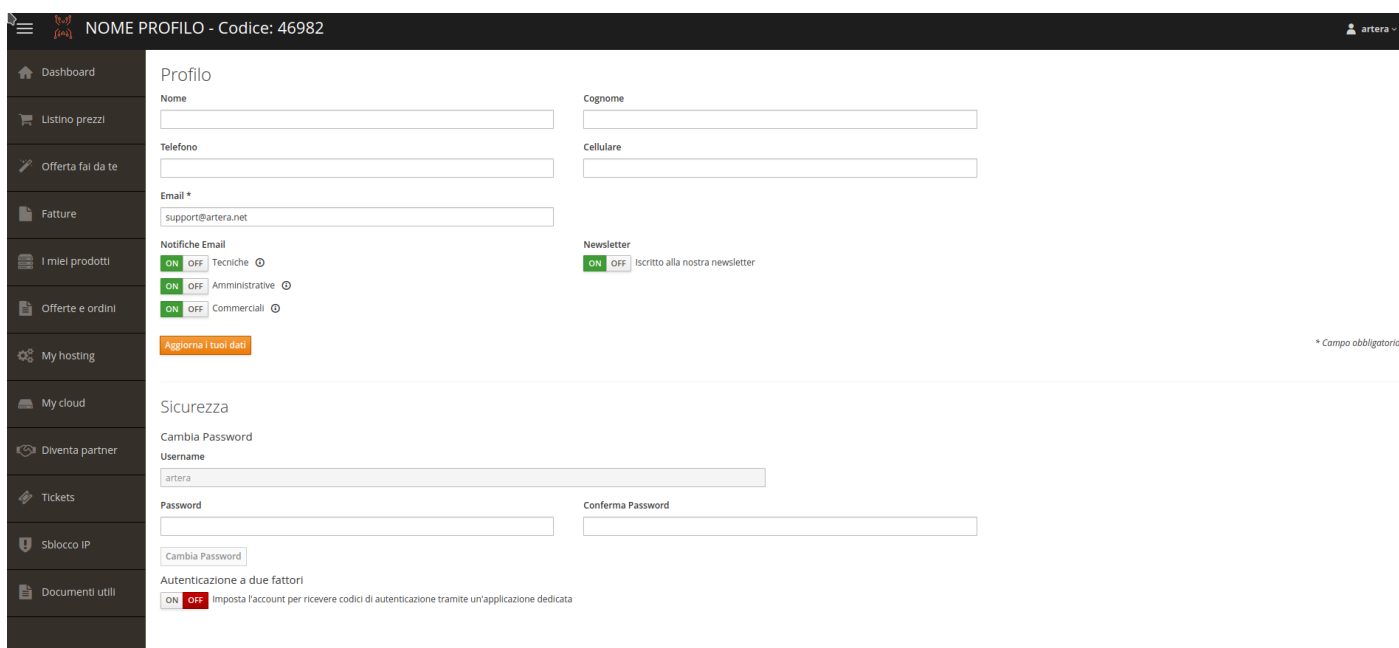 NOME PROFILO - Codice: 46982
artera
Dashboard
Listino prezzi
Offerta fai da te
Fatture
I miei prodotti
Offerte e ordini
My hosting
My cloud
Diventa partner
Tickets
Sblocco IP
Documenti utili
Profilo
Nome
Cognome
Telefono
Cellulare
Email *
support@artera.net
Notifiche Email
Newsletter
ON OFF Tecniche
ON OFF Iscritto alla nostra newsletter
ON OFF Amministrative
ON OFF Commerciali
Aggiorna i tuoi dati
* Campo obbligatorio
Sicurezza
Cambia Password
Username
artera
Password
Conferma Password
Cambia Password
Autenticazione a due fattori
ON OFF Imposta l'account per ricevere codici di autenticazione tramite un'applicazione dedicata